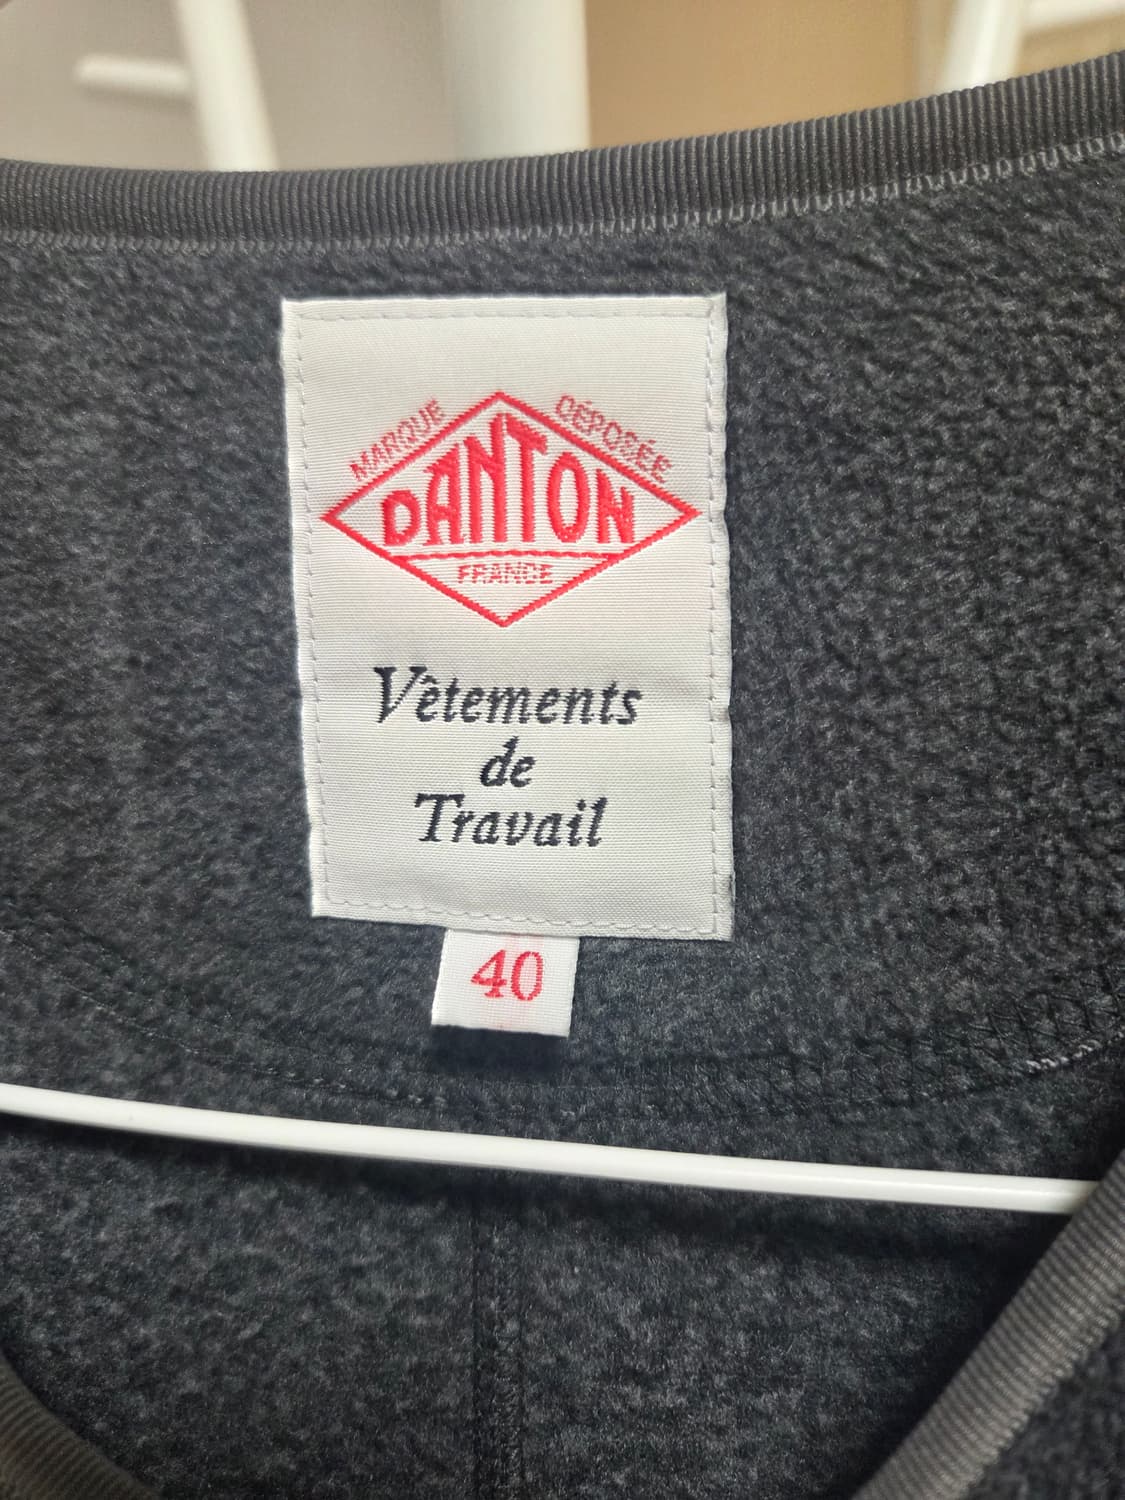 MARQUE DÉPOSÉE
DANTON
FRANCE
Vêtements
de
Travail
40